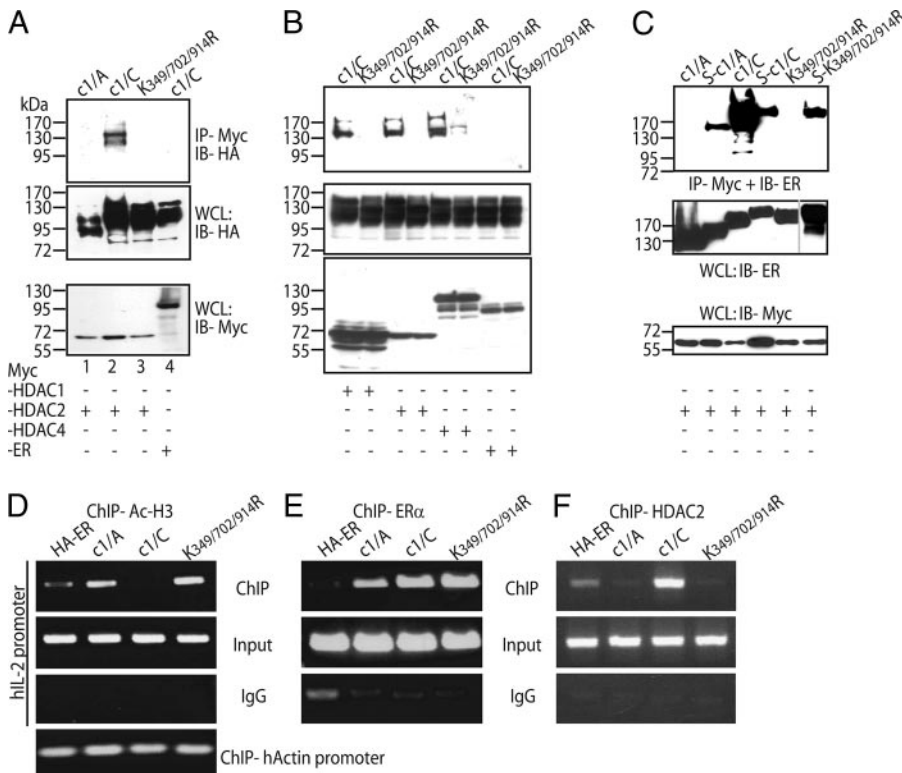 A
c1/A
c1/C
K349/702/914R
c1/C
kDa
170
130
95
IP- Myc
IB- HA
170
130
95
72
WCL:
IB- HA
130
95
72
55
WCL:
IB- Myc
Myc 1 2 3 4
-HDAC1 - - - -
-HDAC2 + + + -
-HDAC4 - - - -
-ER - - - +
B
c1/C
K349/702/914R
c1/C
K349/702/914R
c1/C
K349/702/914R
c1/C
K349/702/914R
170
130
95
170
130
95
72
130
95
72
55
+ + - - - - - -
- - + + - - - -
- - - - + + - -
- - - - - - + +
C
c1/A
S-c1/A
c1/C
S-c1/C
K349/702/914R
S-K349/702/914R
170
130
95
72
IP- Myc + IB- ER
170
130
WCL: IB- ER
WCL: IB- Myc
72
55
- - - - - -
+ + + + + +
- - - - - -
- - - - - -
D
ChIP- Ac-H3
HA-ER
c1/A
c1/C
K349/702/914R
hIL-2 promoter
ChIP
Input
IgG
ChIP- hActin promoter
E
ChIP- ERα
HA-ER
c1/A
c1/C
K349/702/914R
F
ChIP- HDAC2
HA-ER
c1/A
c1/C
K349/702/914R
ChIP
Input
IgG